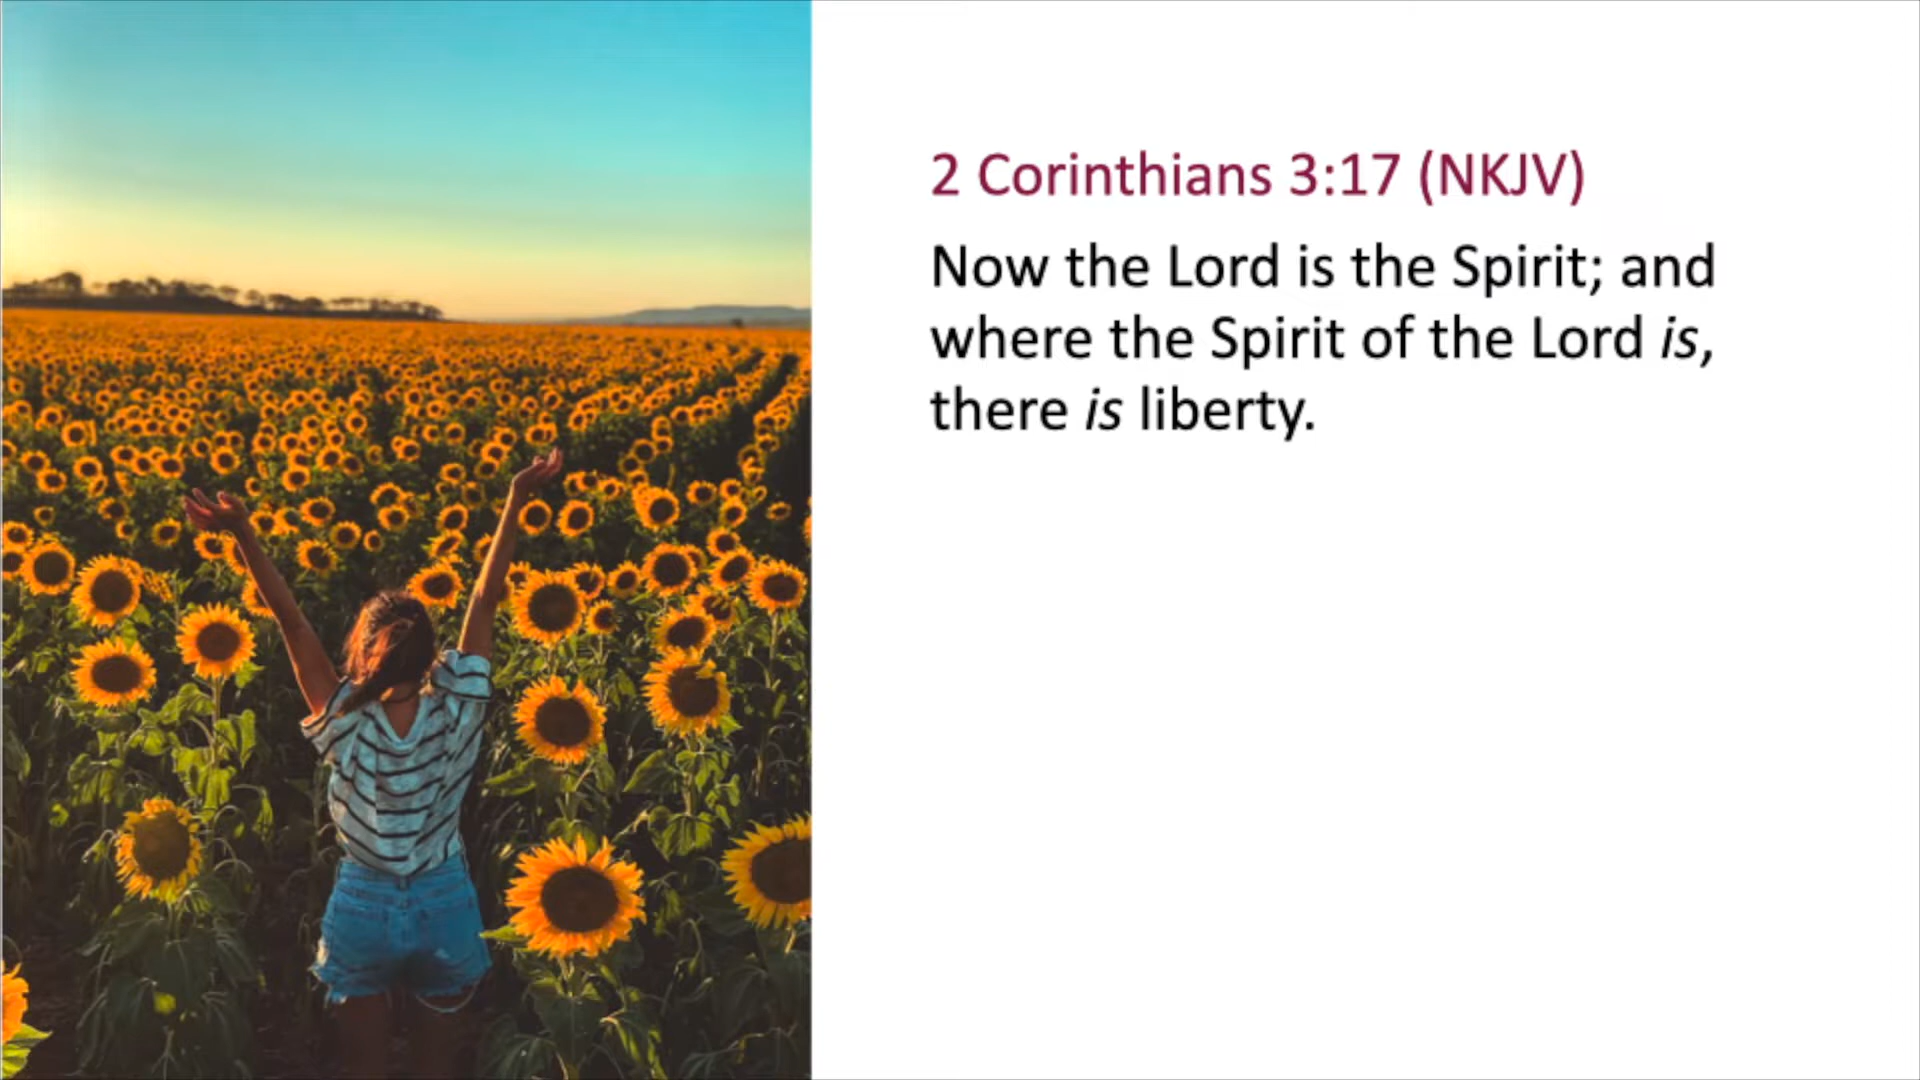 2 Corinthians 3:17 (NKJV)
Now the Lord is the Spirit; and
where the Spirit of the Lord is,
there is liberty.